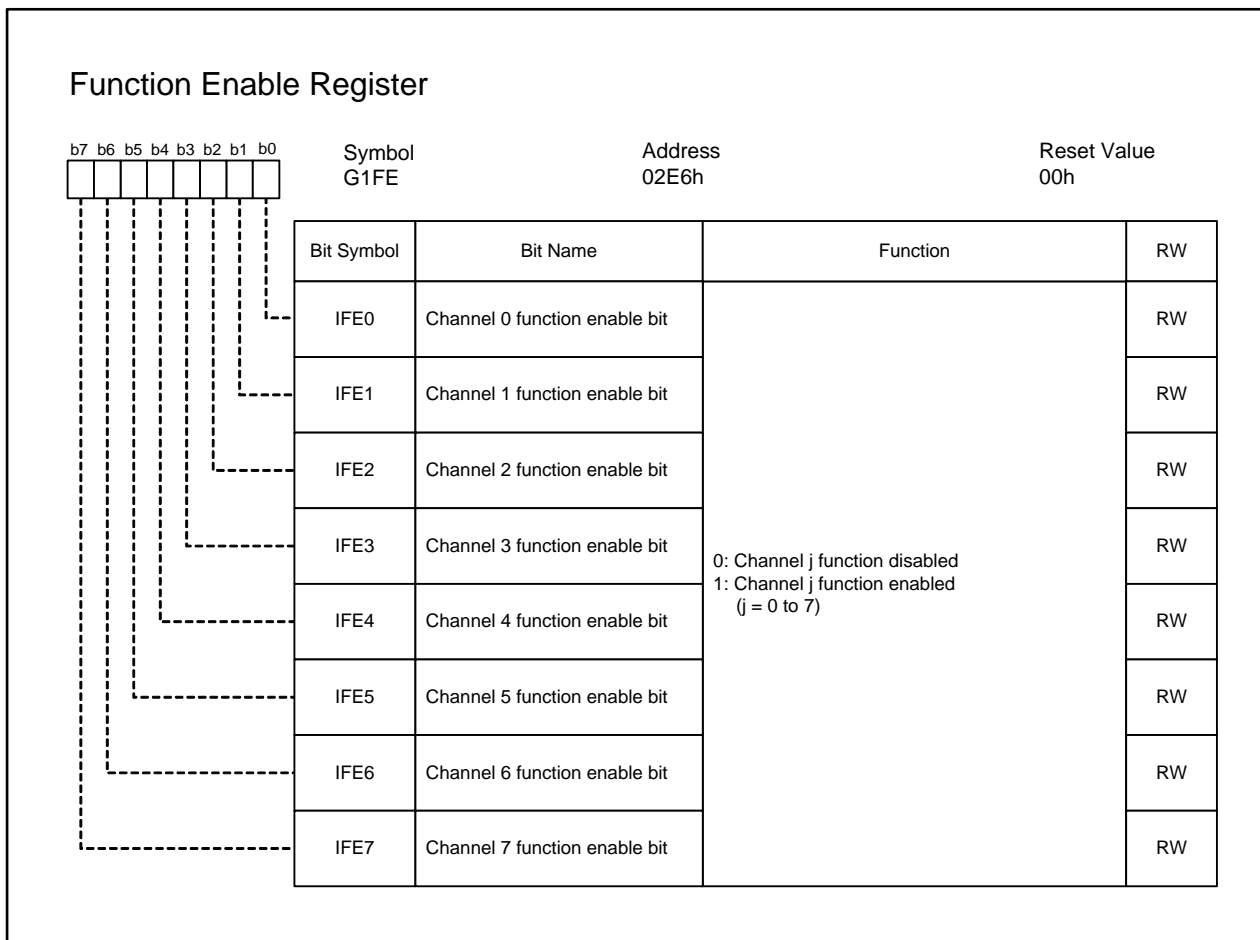 Function Enable Register
b7 b6 b5 b4 b3 b2 b1 b0
Symbol Address Reset Value
G1FE 02E6h 00h
Bit Symbol Bit Name Function RW
IFE0 Channel 0 function enable bit RW
IFE1 Channel 1 function enable bit RW
IFE2 Channel 2 function enable bit RW
IFE3 Channel 3 function enable bit RW
0: Channel j function disabled
1: Channel j function enabled
(j = 0 to 7)
IFE4 Channel 4 function enable bit RW
IFE5 Channel 5 function enable bit RW
IFE6 Channel 6 function enable bit RW
IFE7 Channel 7 function enable bit RW